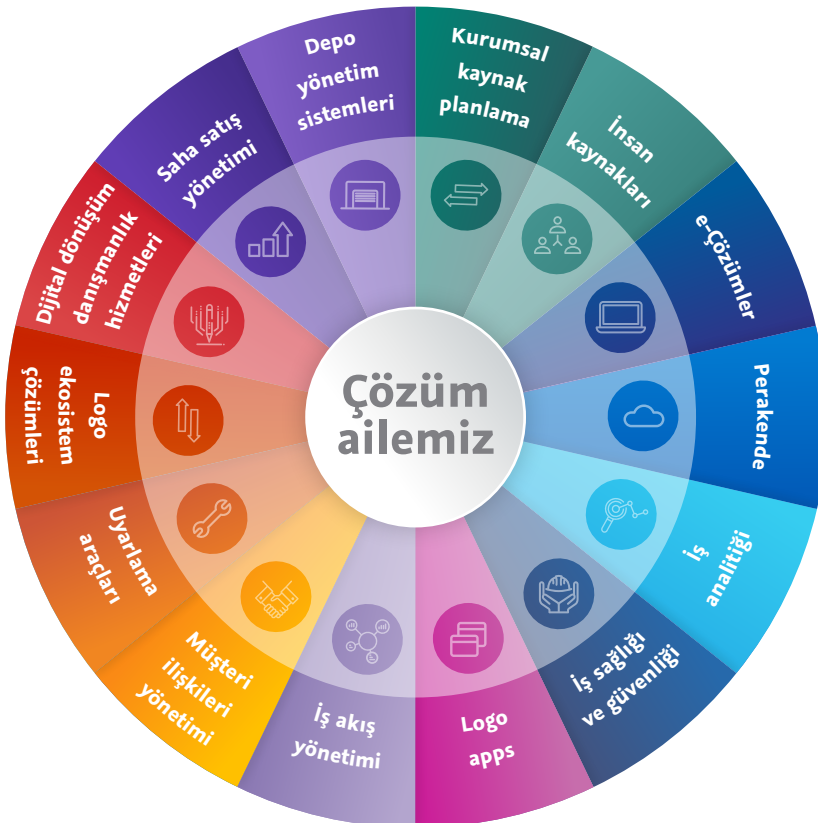 Çözüm
ailemiz
Kurumsal
kaynak
planlama
İnsan
kaynakları
e-Çözümler
Perakende
İş
analitiği
İş sağlığı
ve güvenliği
Logo
apps
İş akış
yönetimi
Müşteri
ilişkileri
yönetimi
Uyarlama
araçları
Logo
ekosistem
çözümleri
Dijital dönüşüm
danışmanlık
hizmetleri
Saha satış
yönetimi
Depo
yönetim
sistemleri